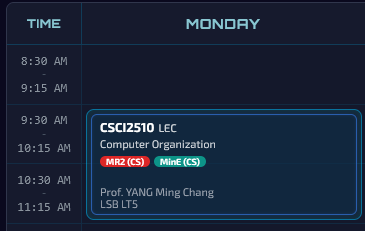 TIME
MONDAY
8:30 AM
-
9:15 AM
9:30 AM
-
10:15 AM
10:30 AM
-
11:15 AM
CSCI2510 LEC
Computer Organization
MR2 (CS) MinE (CS)
Prof. YANG Ming Chang
LSB LT5